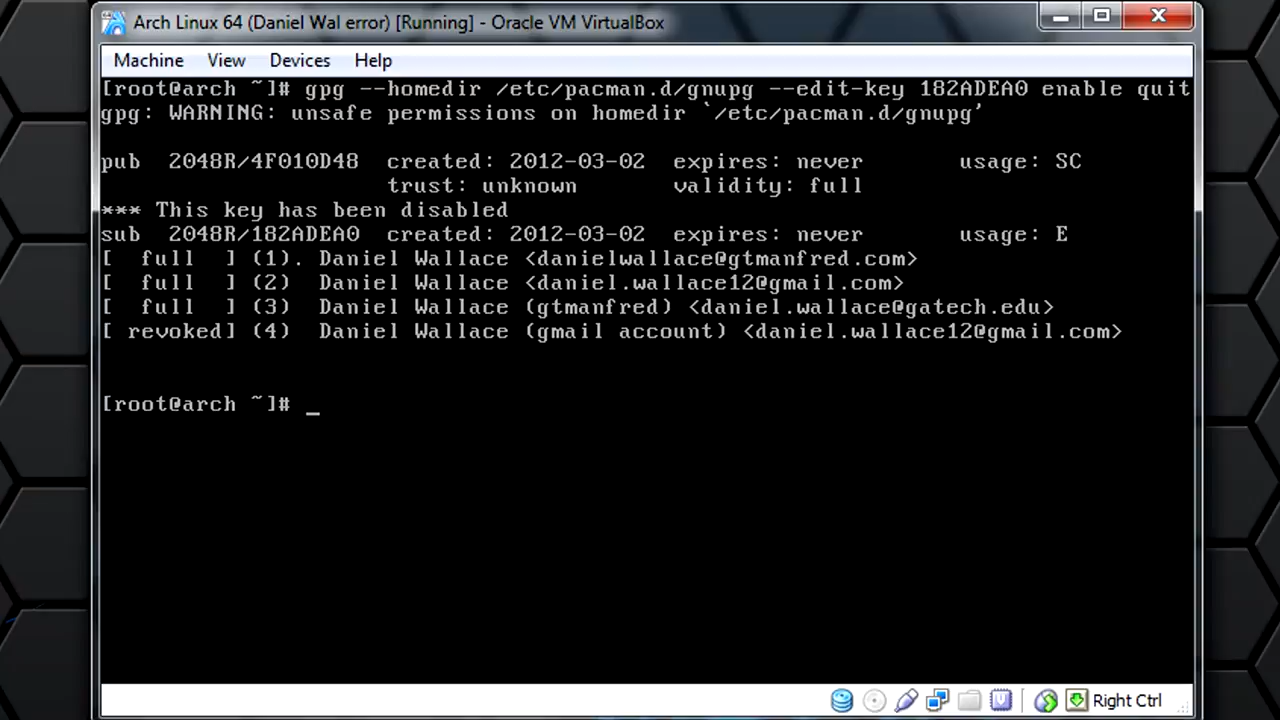 Arch Linux 64 (Daniel Wal error) [Running] - Oracle VM VirtualBox
Machine View Devices Help
[root@arch ~]# gpg --homedir /etc/pacman.d/gnupg --edit-key 182ADEA0 enable quit
gpg: WARNING: unsafe permissions on homedir `/etc/pacman.d/gnupg'
pub  2048R/4F010D48  created: 2012-03-02  expires: never       usage: SC
                     trust: unknown       validity: full
*** This key has been disabled
sub  2048R/182ADEA0  created: 2012-03-02  expires: never       usage: E
[  full  ] (1). Daniel Wallace <danielwallace@gtmanfred.com>
[  full  ] (2)  Daniel Wallace <daniel.wallace12@gmail.com>
[  full  ] (3)  Daniel Wallace (gtmanfred) <daniel.wallace@gatech.edu>
[ revoked] (4)  Daniel Wallace (gmail account) <daniel.wallace12@gmail.com>
[root@arch ~]# _
Right Ctrl